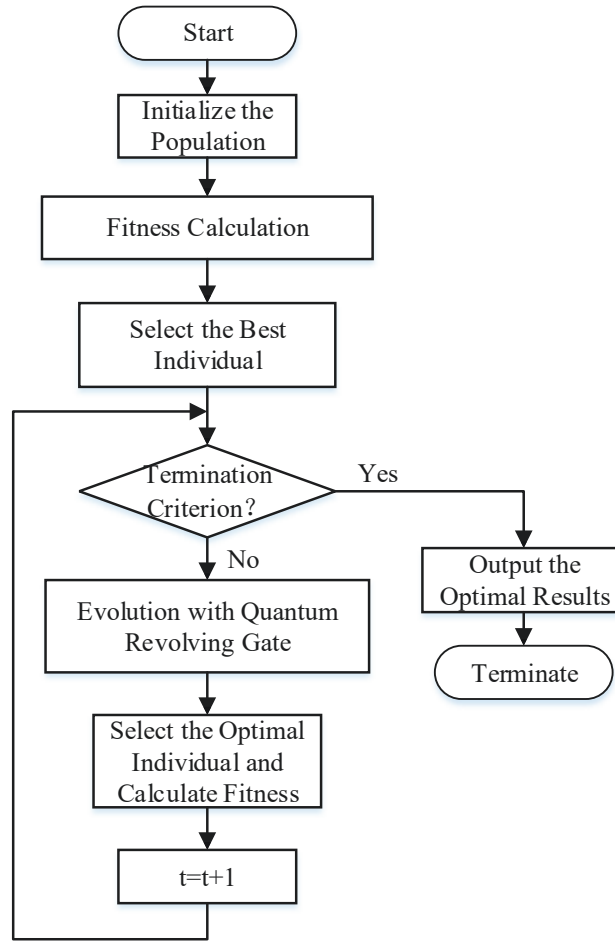 Start
Initialize the
Population
Fitness Calculation
Select the Best
Individual
Termination
Criterion？
Yes
No
Output the
Optimal Results
Evolution with Quantum
Revolving Gate
Terminate
Select the Optimal
Individual and
Calculate Fitness
t=t+1